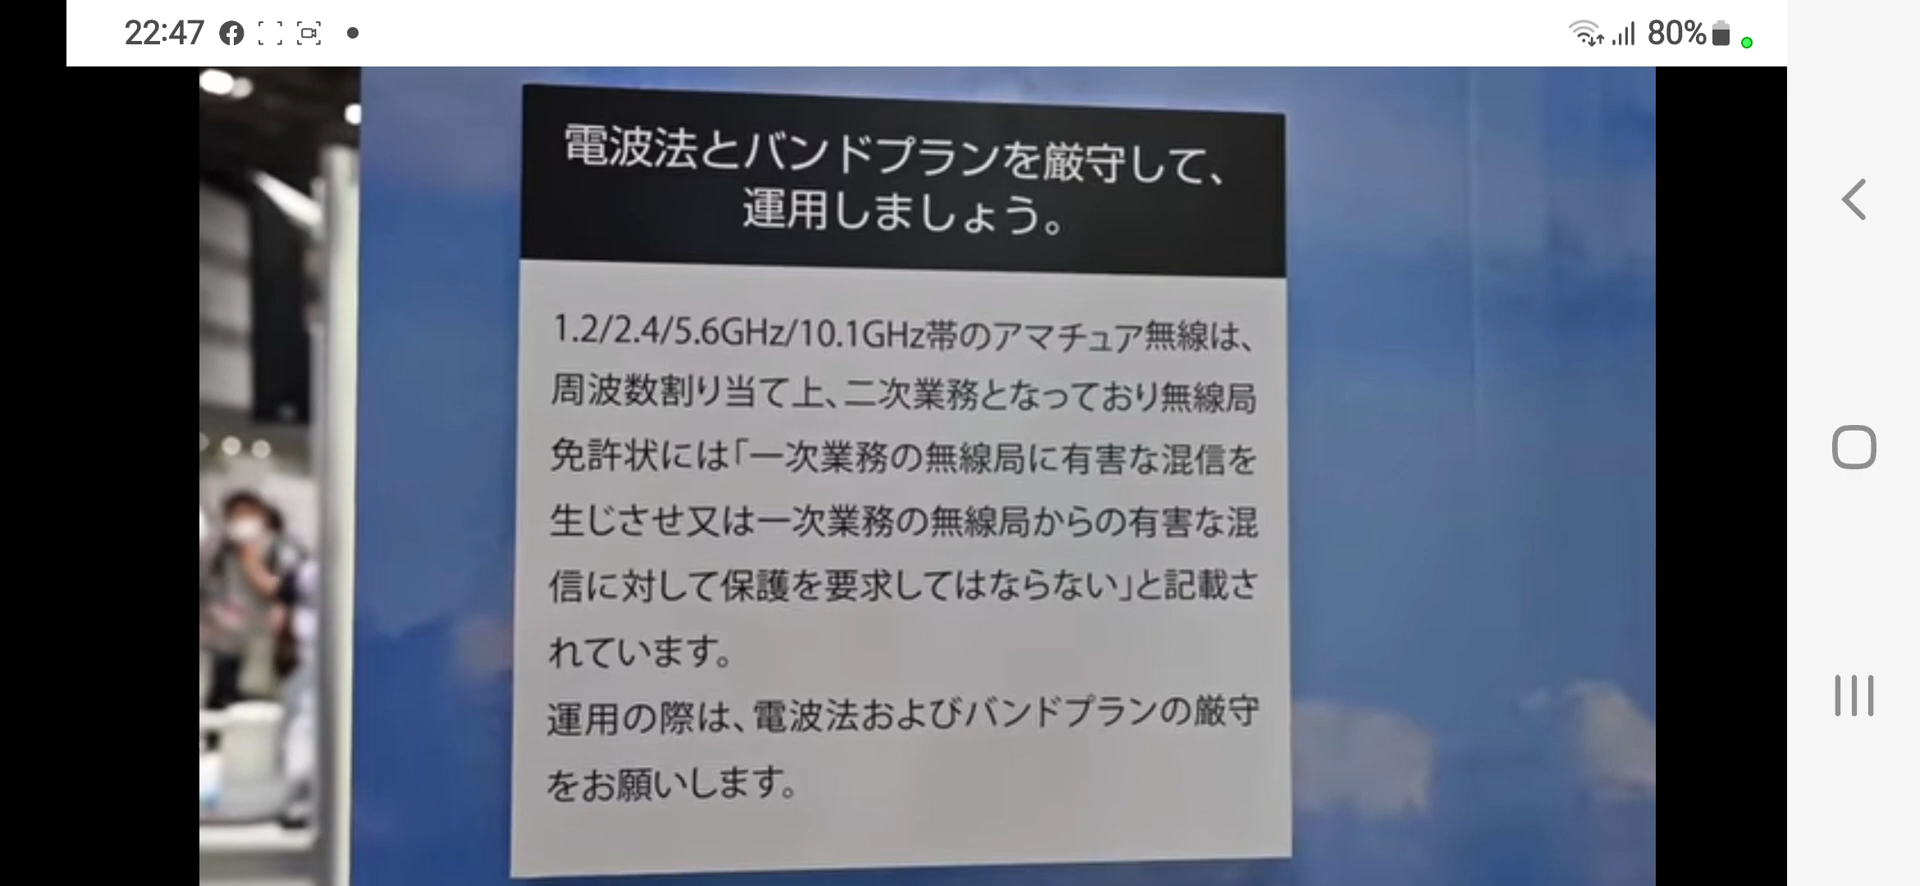 22:47
80%
電波法とバンドプランを厳守して、
運用しましょう。
1.2/2.4/5.6GHz/10.1GHz帯のアマチュア無線は、
周波数割り当て上、二次業務となっており無線局
免許状には「一次業務の無線局に有害な混信を
生じさせ又は一次業務の無線局からの有害な混
信に対して保護を要求してはならない」と記載さ
れています。
運用の際は、電波法およびバンドプランの厳守
をお願いします。